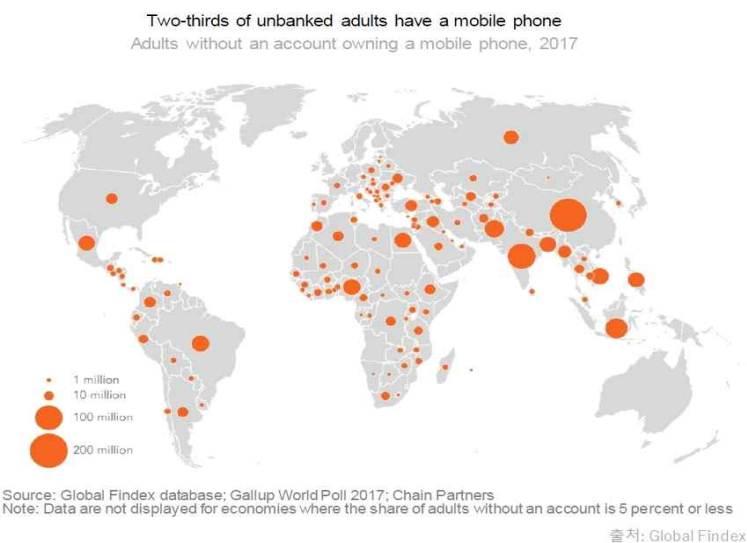 Two-thirds of unbanked adults have a mobile phone
Adults without an account owning a mobile phone, 2017
1 million
10 million
100 million
200 million
Source: Global Findex database; Gallup World Poll 2017; Chain Partners
Note: Data are not displayed for economies where the share of adults without an account is 5 percent or less
출처: Global Findex